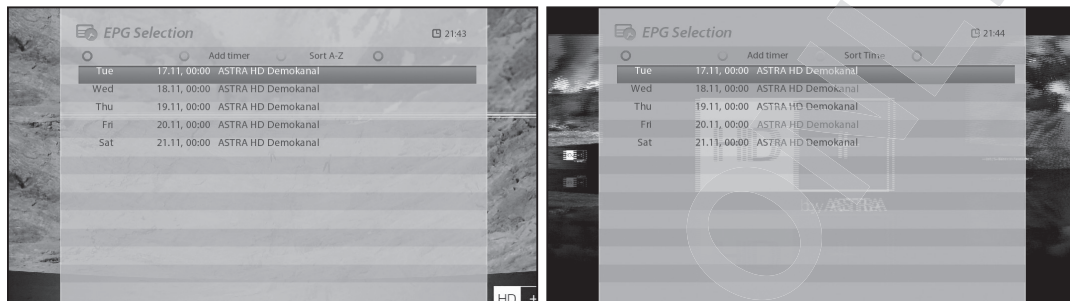 EPG Selection
21:43
Add timer
Sort A-Z
Tue 17.11, 00:00 ASTRA HD Demokanal
Wed 18.11, 00:00 ASTRA HD Demokanal
Thu 19.11, 00:00 ASTRA HD Demokanal
Fri 20.11, 00:00 ASTRA HD Demokanal
Sat 21.11, 00:00 ASTRA HD Demokanal
HD +
EPG Selection
21:44
Add timer
Sort Time
Tue 17.11, 00:00 ASTRA HD Demokanal
Wed 18.11, 00:00 ASTRA HD Demokanal
Thu 19.11, 00:00 ASTRA HD Demokanal
Fri 20.11, 00:00 ASTRA HD Demokanal
Sat 21.11, 00:00 ASTRA HD Demokanal
HD
ASTRA